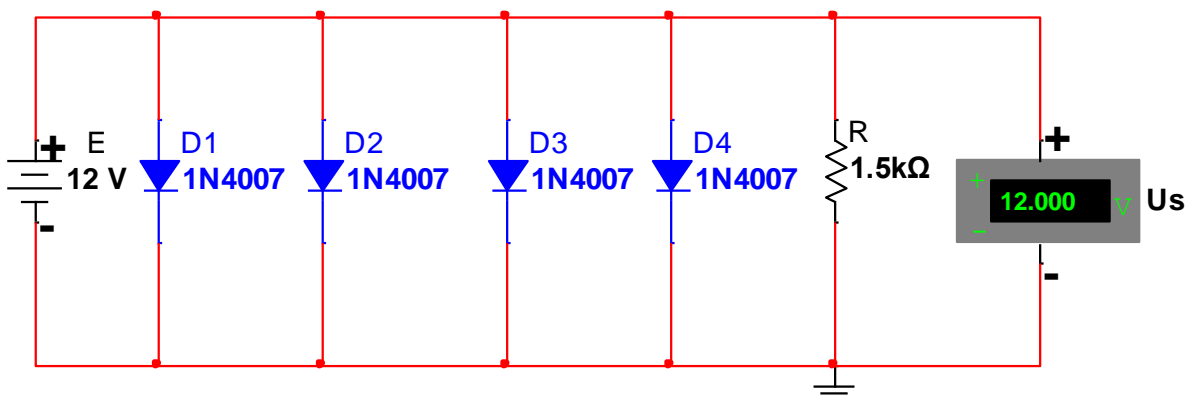 +
E
12 V
-
D1
1N4007
D2
1N4007
D3
1N4007
D4
1N4007
R
1.5kΩ
+
+
12.000
V
Us
-
-